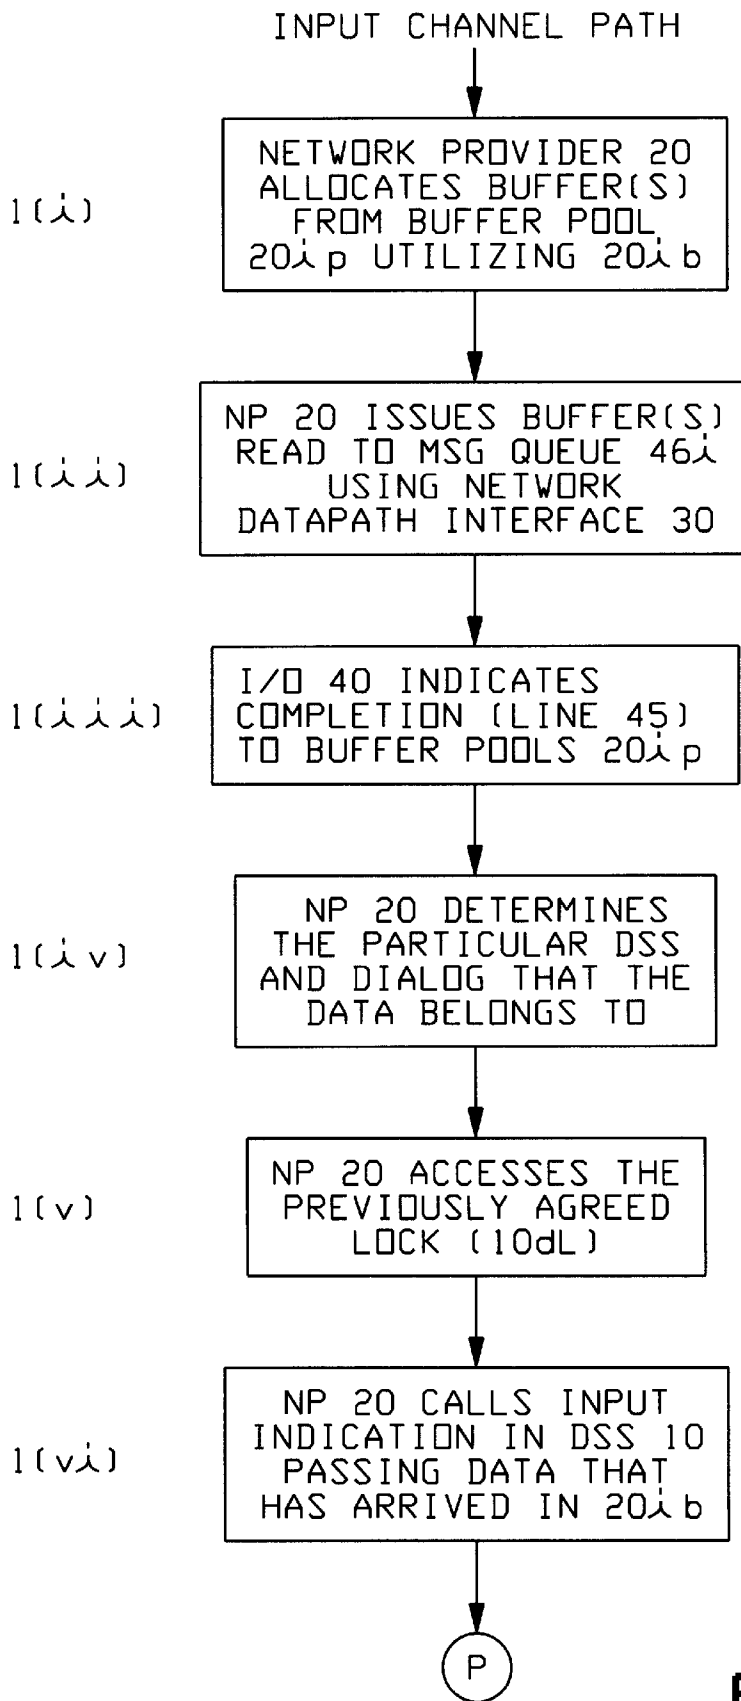 INPUT CHANNEL PATH
1(i)
NETWORK PROVIDER 20
ALLOCATES BUFFER(S)
FROM BUFFER POOL
20ip UTILIZING 20ib
1(ii)
NP 20 ISSUES BUFFER(S)
READ TO MSG QUEUE 46i
USING NETWORK
DATAPATH INTERFACE 30
1(iii)
I/O 40 INDICATES
COMPLETION (LINE 45)
TO BUFFER POOLS 20ip
1(iv)
NP 20 DETERMINES
THE PARTICULAR DSS
AND DIALOG THAT THE
DATA BELONGS TO
1(v)
NP 20 ACCESSES THE
PREVIOUSLY AGREED
LOCK (10dL)
1(vi)
NP 20 CALLS INPUT
INDICATION IN DSS 10
PASSING DATA THAT
HAS ARRIVED IN 20ib
P